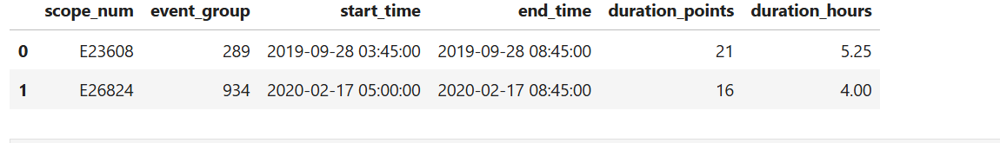 scope_num event_group start_time end_time duration_points duration_hours
0 E23608 289 2019-09-28 03:45:00 2019-09-28 08:45:00 21 5.25
1 E26824 934 2020-02-17 05:00:00 2020-02-17 08:45:00 16 4.00